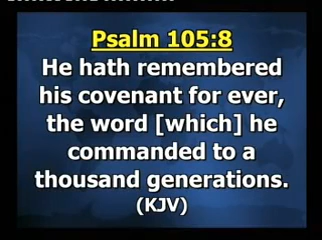 Psalm 105:8
He hath remembered
his covenant for ever,
the word [which] he
commanded to a
thousand generations.
(KJV)